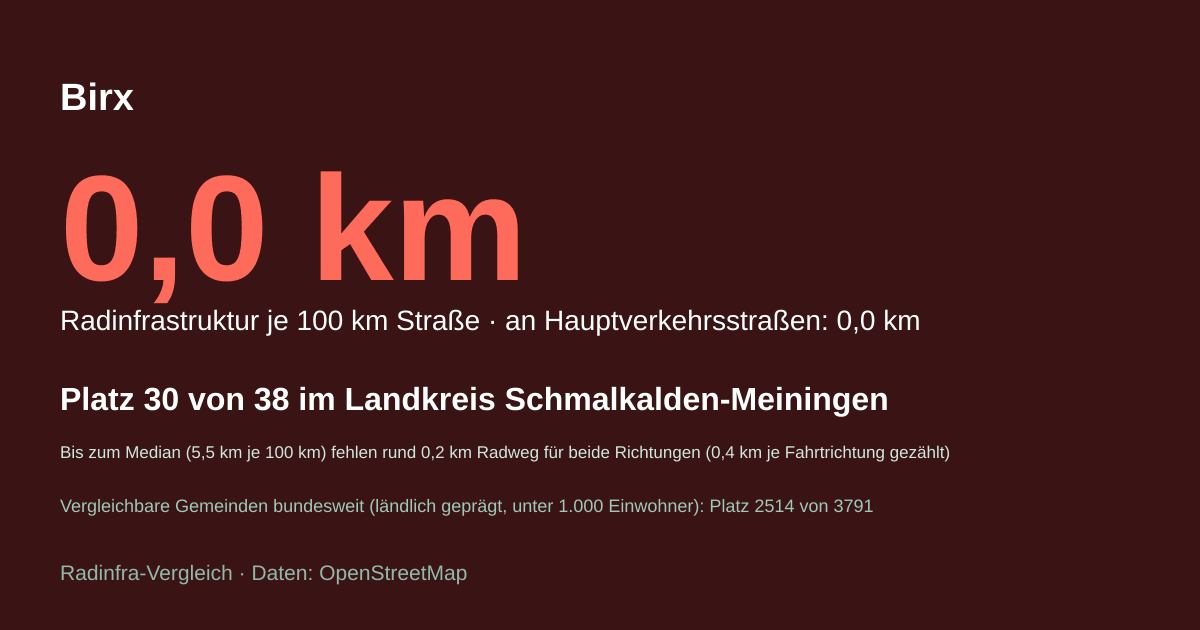 Birx
0,0 km
Radinfrastruktur je 100 km Straße · an Hauptverkehrsstraßen: 0,0 km
Platz 30 von 38 im Landkreis Schmalkalden-Meiningen
Bis zum Median (5,5 km je 100 km) fehlen rund 0,2 km Radweg für beide Richtungen (0,4 km je Fahrtrichtung gezählt)
Vergleichbare Gemeinden bundesweit (ländlich geprägt, unter 1.000 Einwohner): Platz 2514 von 3791
Radinfra-Vergleich · Daten: OpenStreetMap